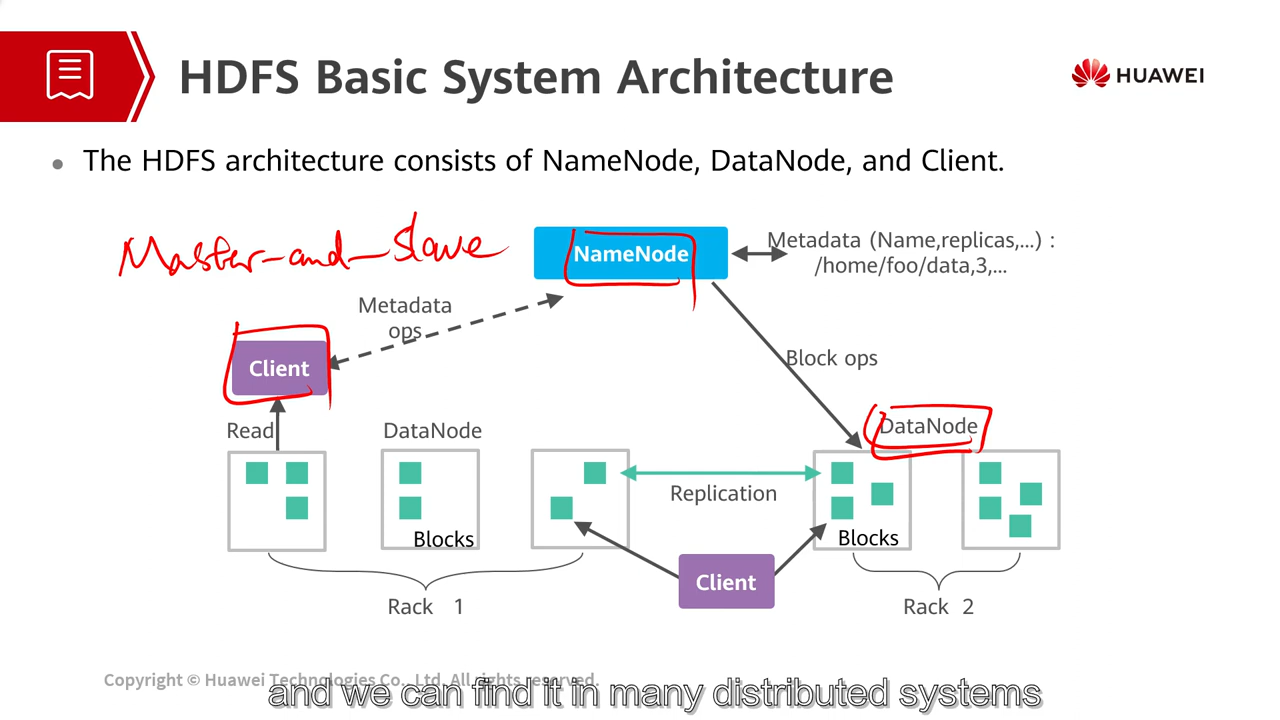 HDFS Basic System Architecture
HUAWEI
The HDFS architecture consists of NameNode, DataNode, and Client.
Master-and-Slave
NameNode
Metadata (Name,replicas,...) :
/home/foo/data,3,...
Metadata
ops
Client
Block ops
Read
DataNode
DataNode
Replication
Blocks
Blocks
Client
Rack 1
Rack 2
Copyright © Huawei Technologies Co., Ltd. All rights reserved.
and we can find it in many distributed systems